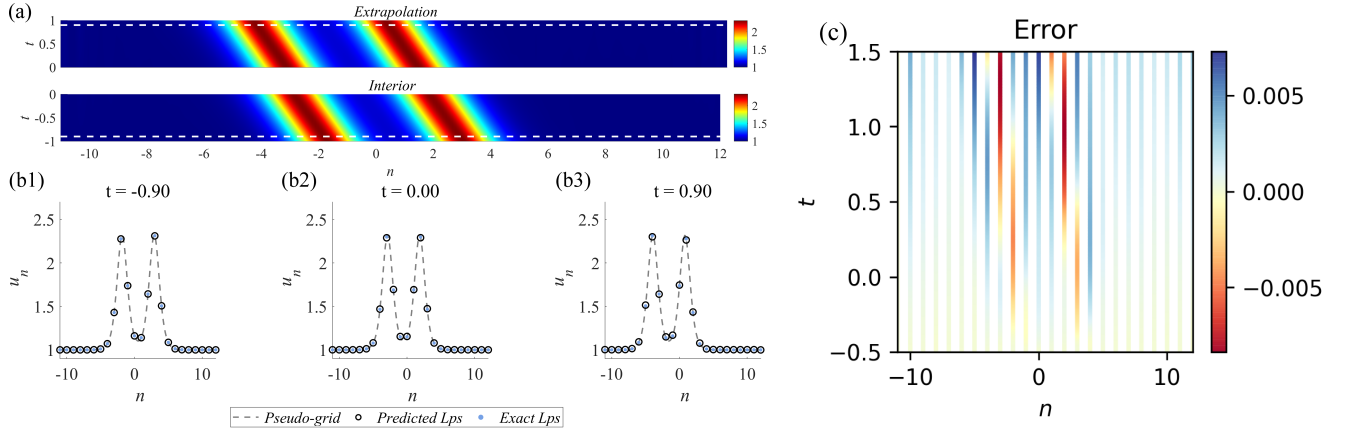 (a)
Extrapolation
1
0.5
0
t
2
1.5
1
Interior
0
-0.5
-1
t
2
1.5
1
-10 -8 -6 -4 -2 0 2 4 6 8 10 12
n
(b1)
t = -0.90
2.5
2
1.5
1
u_n
-10 0 10
n
(b2)
t = 0.00
2.5
2
1.5
1
u_n
-10 0 10
n
(b3)
t = 0.90
2.5
2
1.5
1
u_n
-10 0 10
n
Pseudo-grid Predicted Lps Exact Lps
(c)
Error
1.5
1.0
0.5
0.0
−0.5
t
−10 0 10
n
0.005
0.000
−0.005